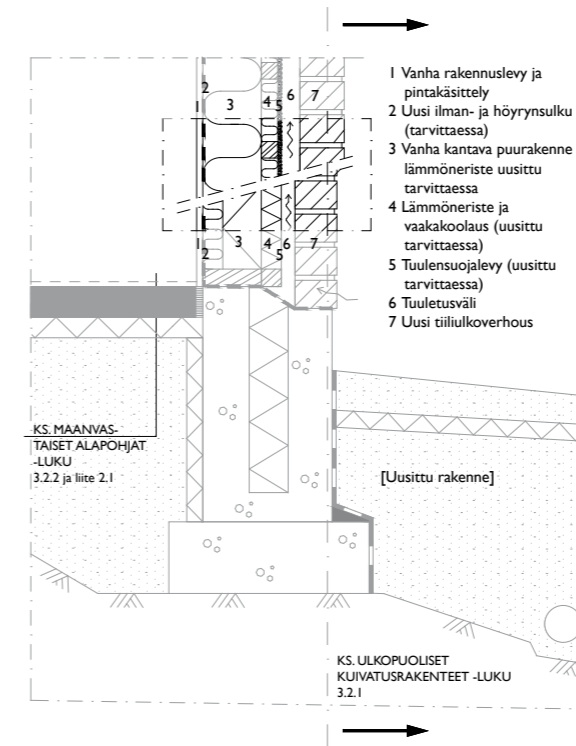 1 Vanha rakennuslevy ja
pintakäsittely
2 Uusi ilman- ja höyrynsulku
(tarvittaessa)
3 Vanha kantava puurakenne
lämmöneriste uusittu
tarvittaessa
4 Lämmöneriste ja
vaakakoolaus (uusittu
tarvittaessa)
5 Tuulensuojalevy (uusittu
tarvittaessa)
6 Tuuletusväli
7 Uusi tiiliulkoverhous
2 3 4 5 6 7
1 2 3 4 5 6 7
KS. MAANVAS-
TAISET ALAPOHJAT
-LUKU
3.2.2 ja liite 2.1
[Uusittu rakenne]
KS. ULKOPUOLISET
KUIVATUSRAKENTEET -LUKU
3.2.1